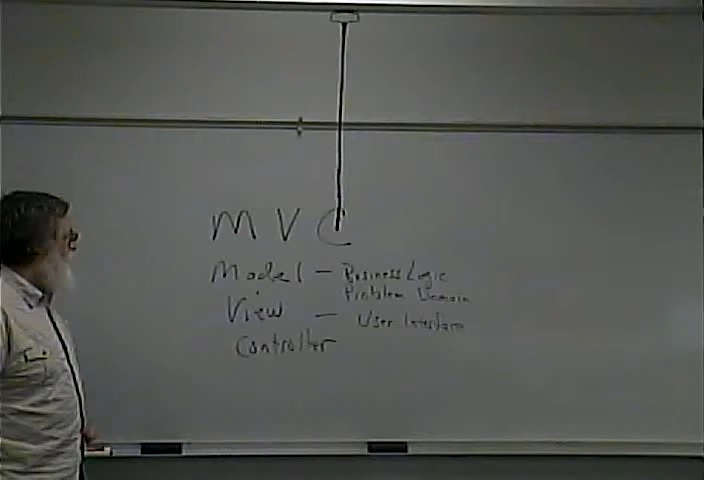 MVC
Model - Business Logic
Problem Domain
View - User Interface
Controller